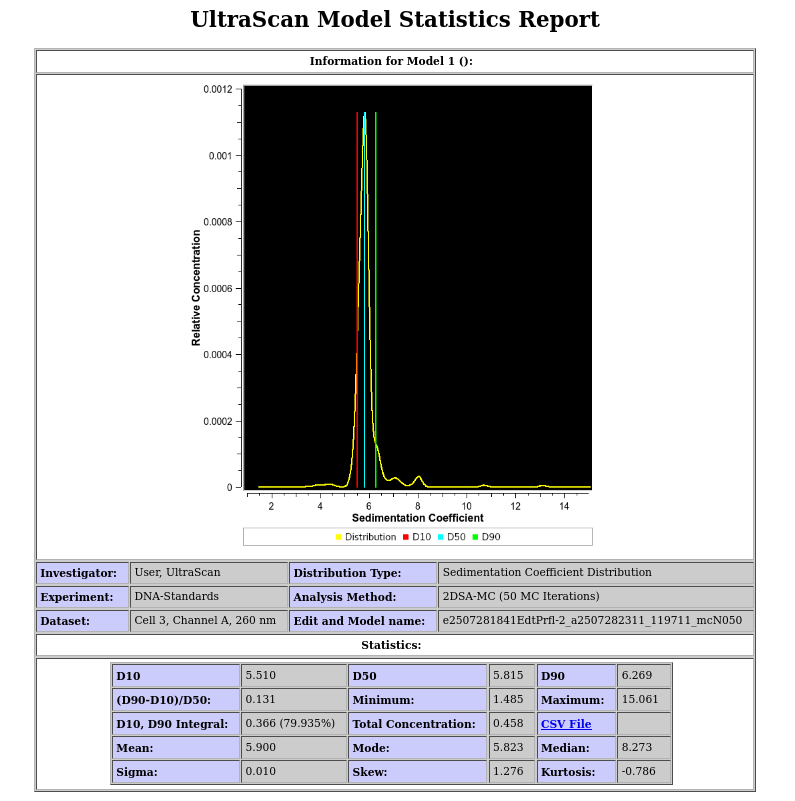 UltraScan Model Statistics Report
Information for Model 1 ():
0.0012
0.001
0.0008
0.0006
0.0004
0.0002
0
Relative Concentration
2 4 6 8 10 12 14
Sedimentation Coefficient
Distribution D10 D50 D90
Investigator: User, UltraScan Distribution Type: Sedimentation Coefficient Distribution
Experiment: DNA-Standards Analysis Method: 2DSA-MC (50 MC Iterations)
Dataset: Cell 3, Channel A, 260 nm Edit and Model name: e2507281841EdtPrfl-2_a2507282311_119711_mcN050
Statistics:
D10 5.510 D50 5.815 D90 6.269
(D90-D10)/D50: 0.131 Minimum: 1.485 Maximum: 15.061
D10, D90 Integral: 0.366 (79.935%) Total Concentration: 0.458 CSV File
Mean: 5.900 Mode: 5.823 Median: 8.273
Sigma: 0.010 Skew: 1.276 Kurtosis: -0.786